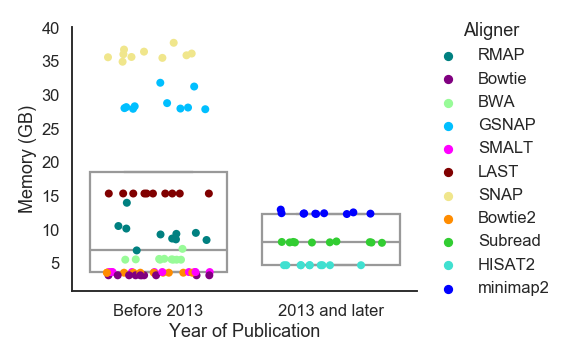 Memory (GB)
40
35
30
25
20
15
10
5
Before 2013
2013 and later
Year of Publication
Aligner
RMAP
Bowtie
BWA
GSNAP
SMALT
LAST
SNAP
Bowtie2
Subread
HISAT2
minimap2